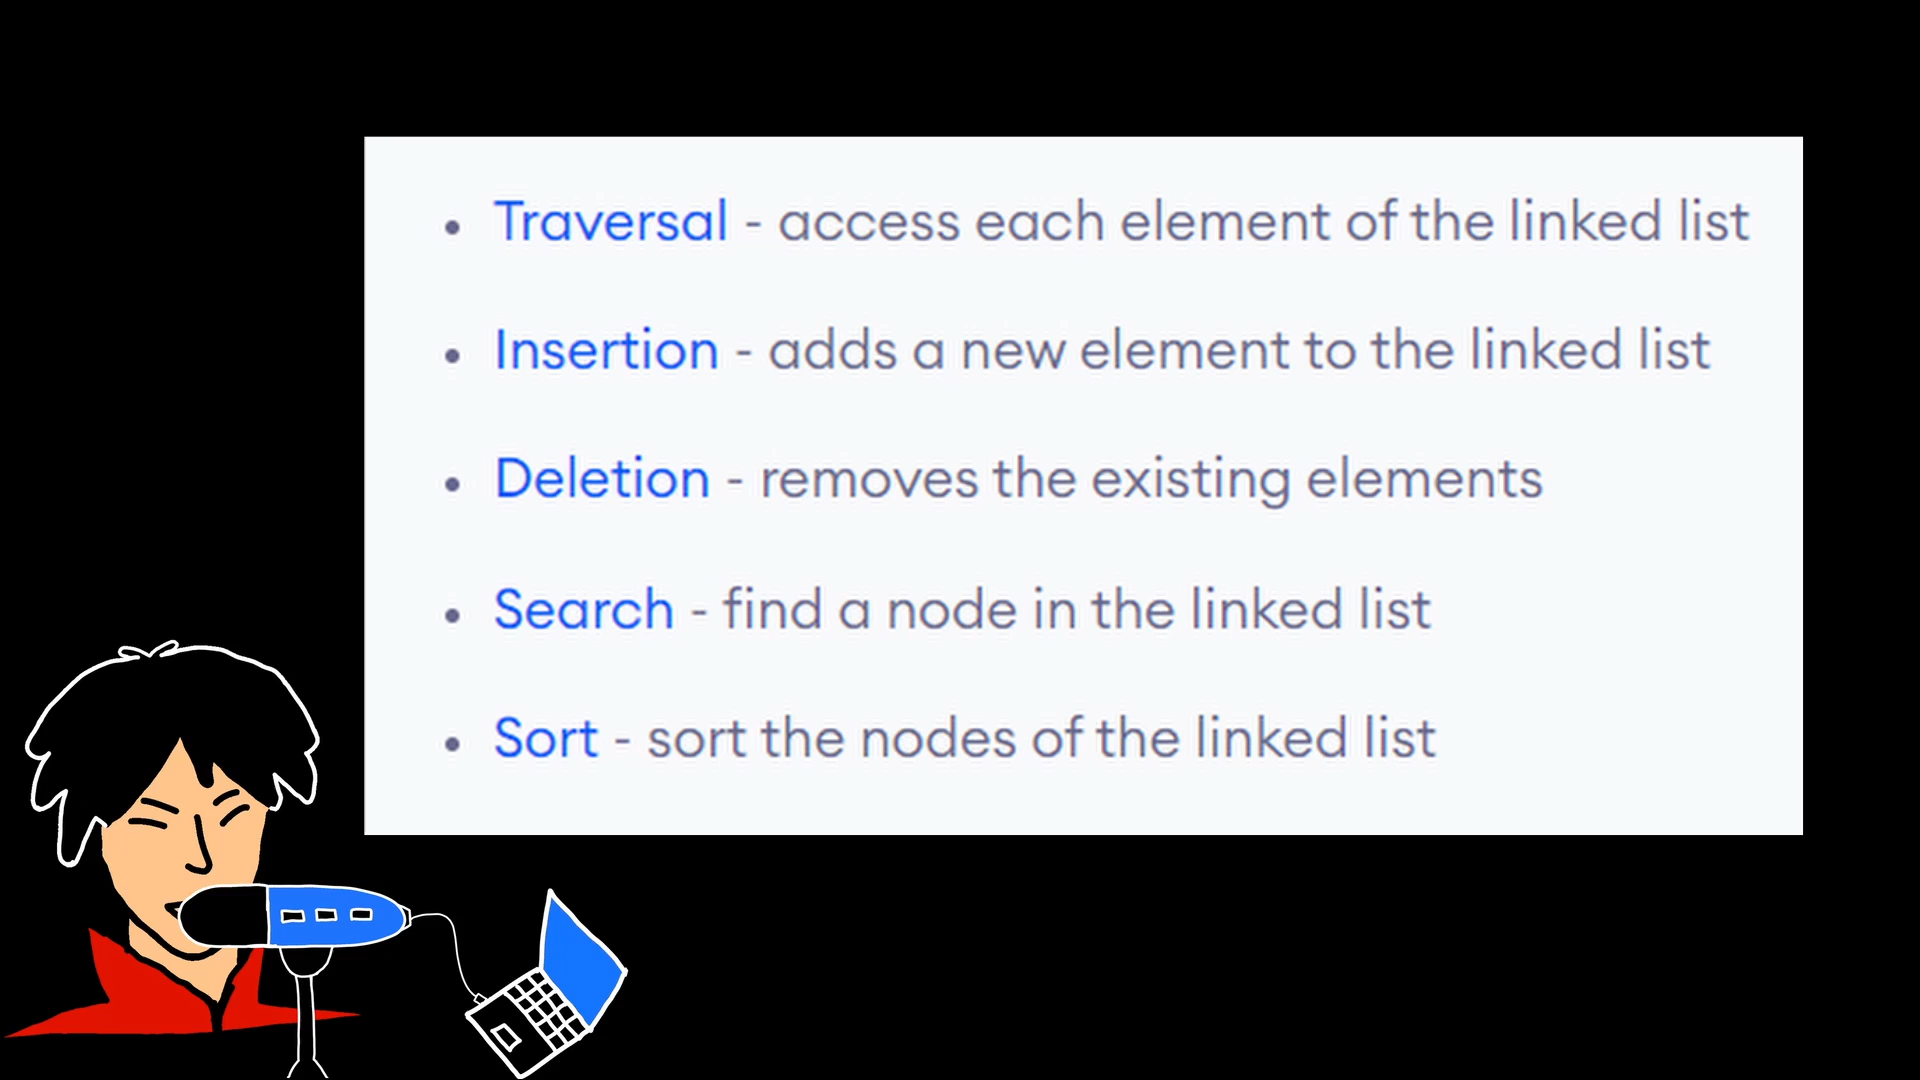 • Traversal - access each element of the linked list
• Insertion - adds a new element to the linked list
• Deletion - removes the existing elements
• Search - find a node in the linked list
• Sort - sort the nodes of the linked list